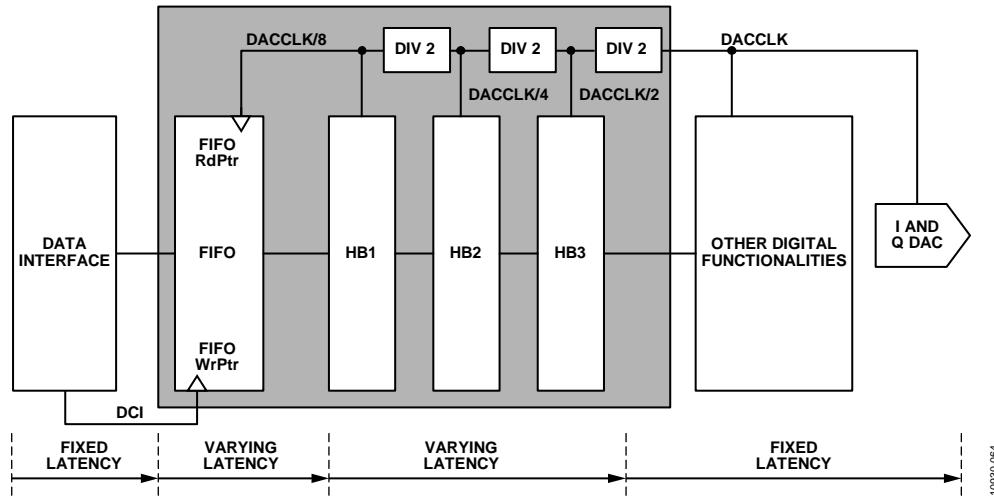 DACCLK/8
DIV 2
DIV 2
DIV 2
DACCLK
DACCLK/4
DACCLK/2
DATA
INTERFACE
FIFO
RdPtr
FIFO
FIFO
WrPtr
HB1
HB2
HB3
OTHER DIGITAL
FUNCTIONALITIES
I AND
Q DAC
DCI
FIXED
LATENCY
VARYING
LATENCY
VARYING
LATENCY
FIXED
LATENCY